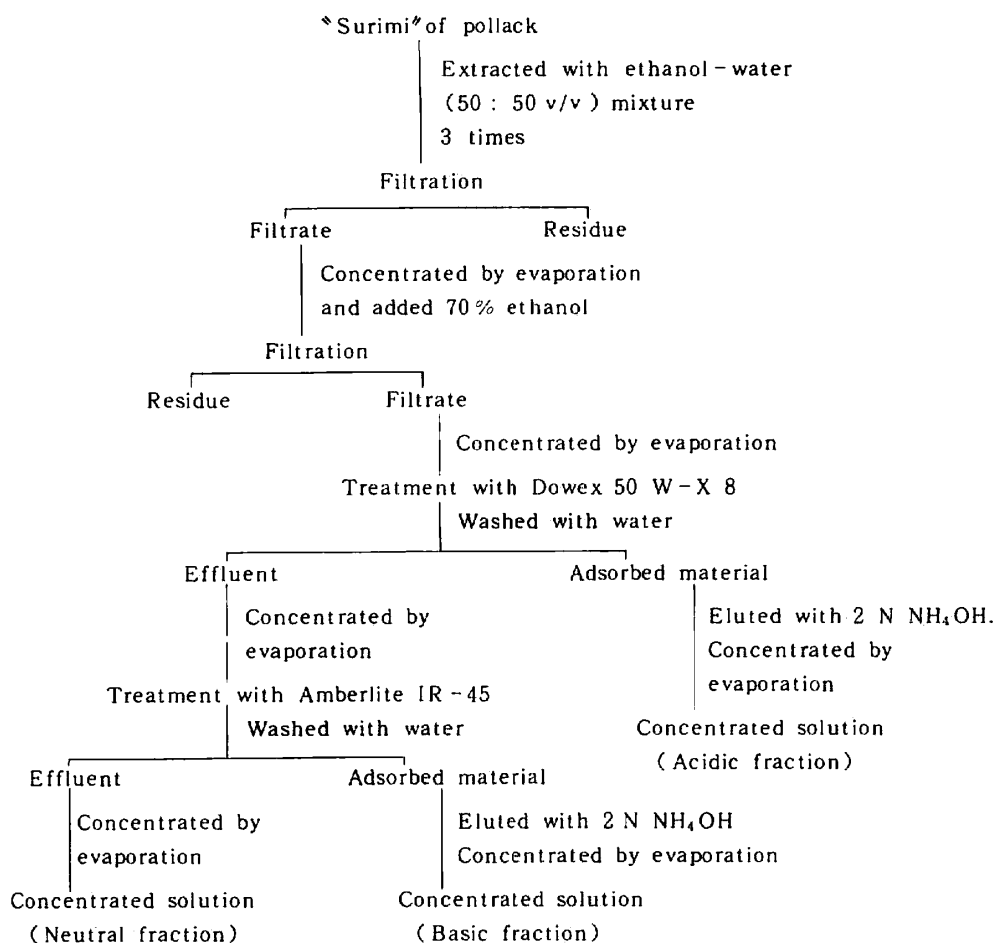 〝Surimi〞of pollack
Extracted with ethanol-water
(50 : 50 v/v) mixture
3 times
Filtration
Filtrate
Residue
Concentrated by evaporation
and added 70% ethanol
Filtration
Residue
Filtrate
Concentrated by evaporation
Treatment with Dowex 50 W-X 8
Washed with water
Effluent
Adsorbed material
Concentrated by
evaporation
Eluted with 2 N NH₄OH.
Concentrated by
evaporation
Treatment with Amberlite IR-45
Washed with water
Concentrated solution
(Acidic fraction)
Effluent
Adsorbed material
Concentrated by
evaporation
Eluted with 2 N NH₄OH
Concentrated by evaporation
Concentrated solution
(Neutral fraction)
Concentrated solution
(Basic fraction)